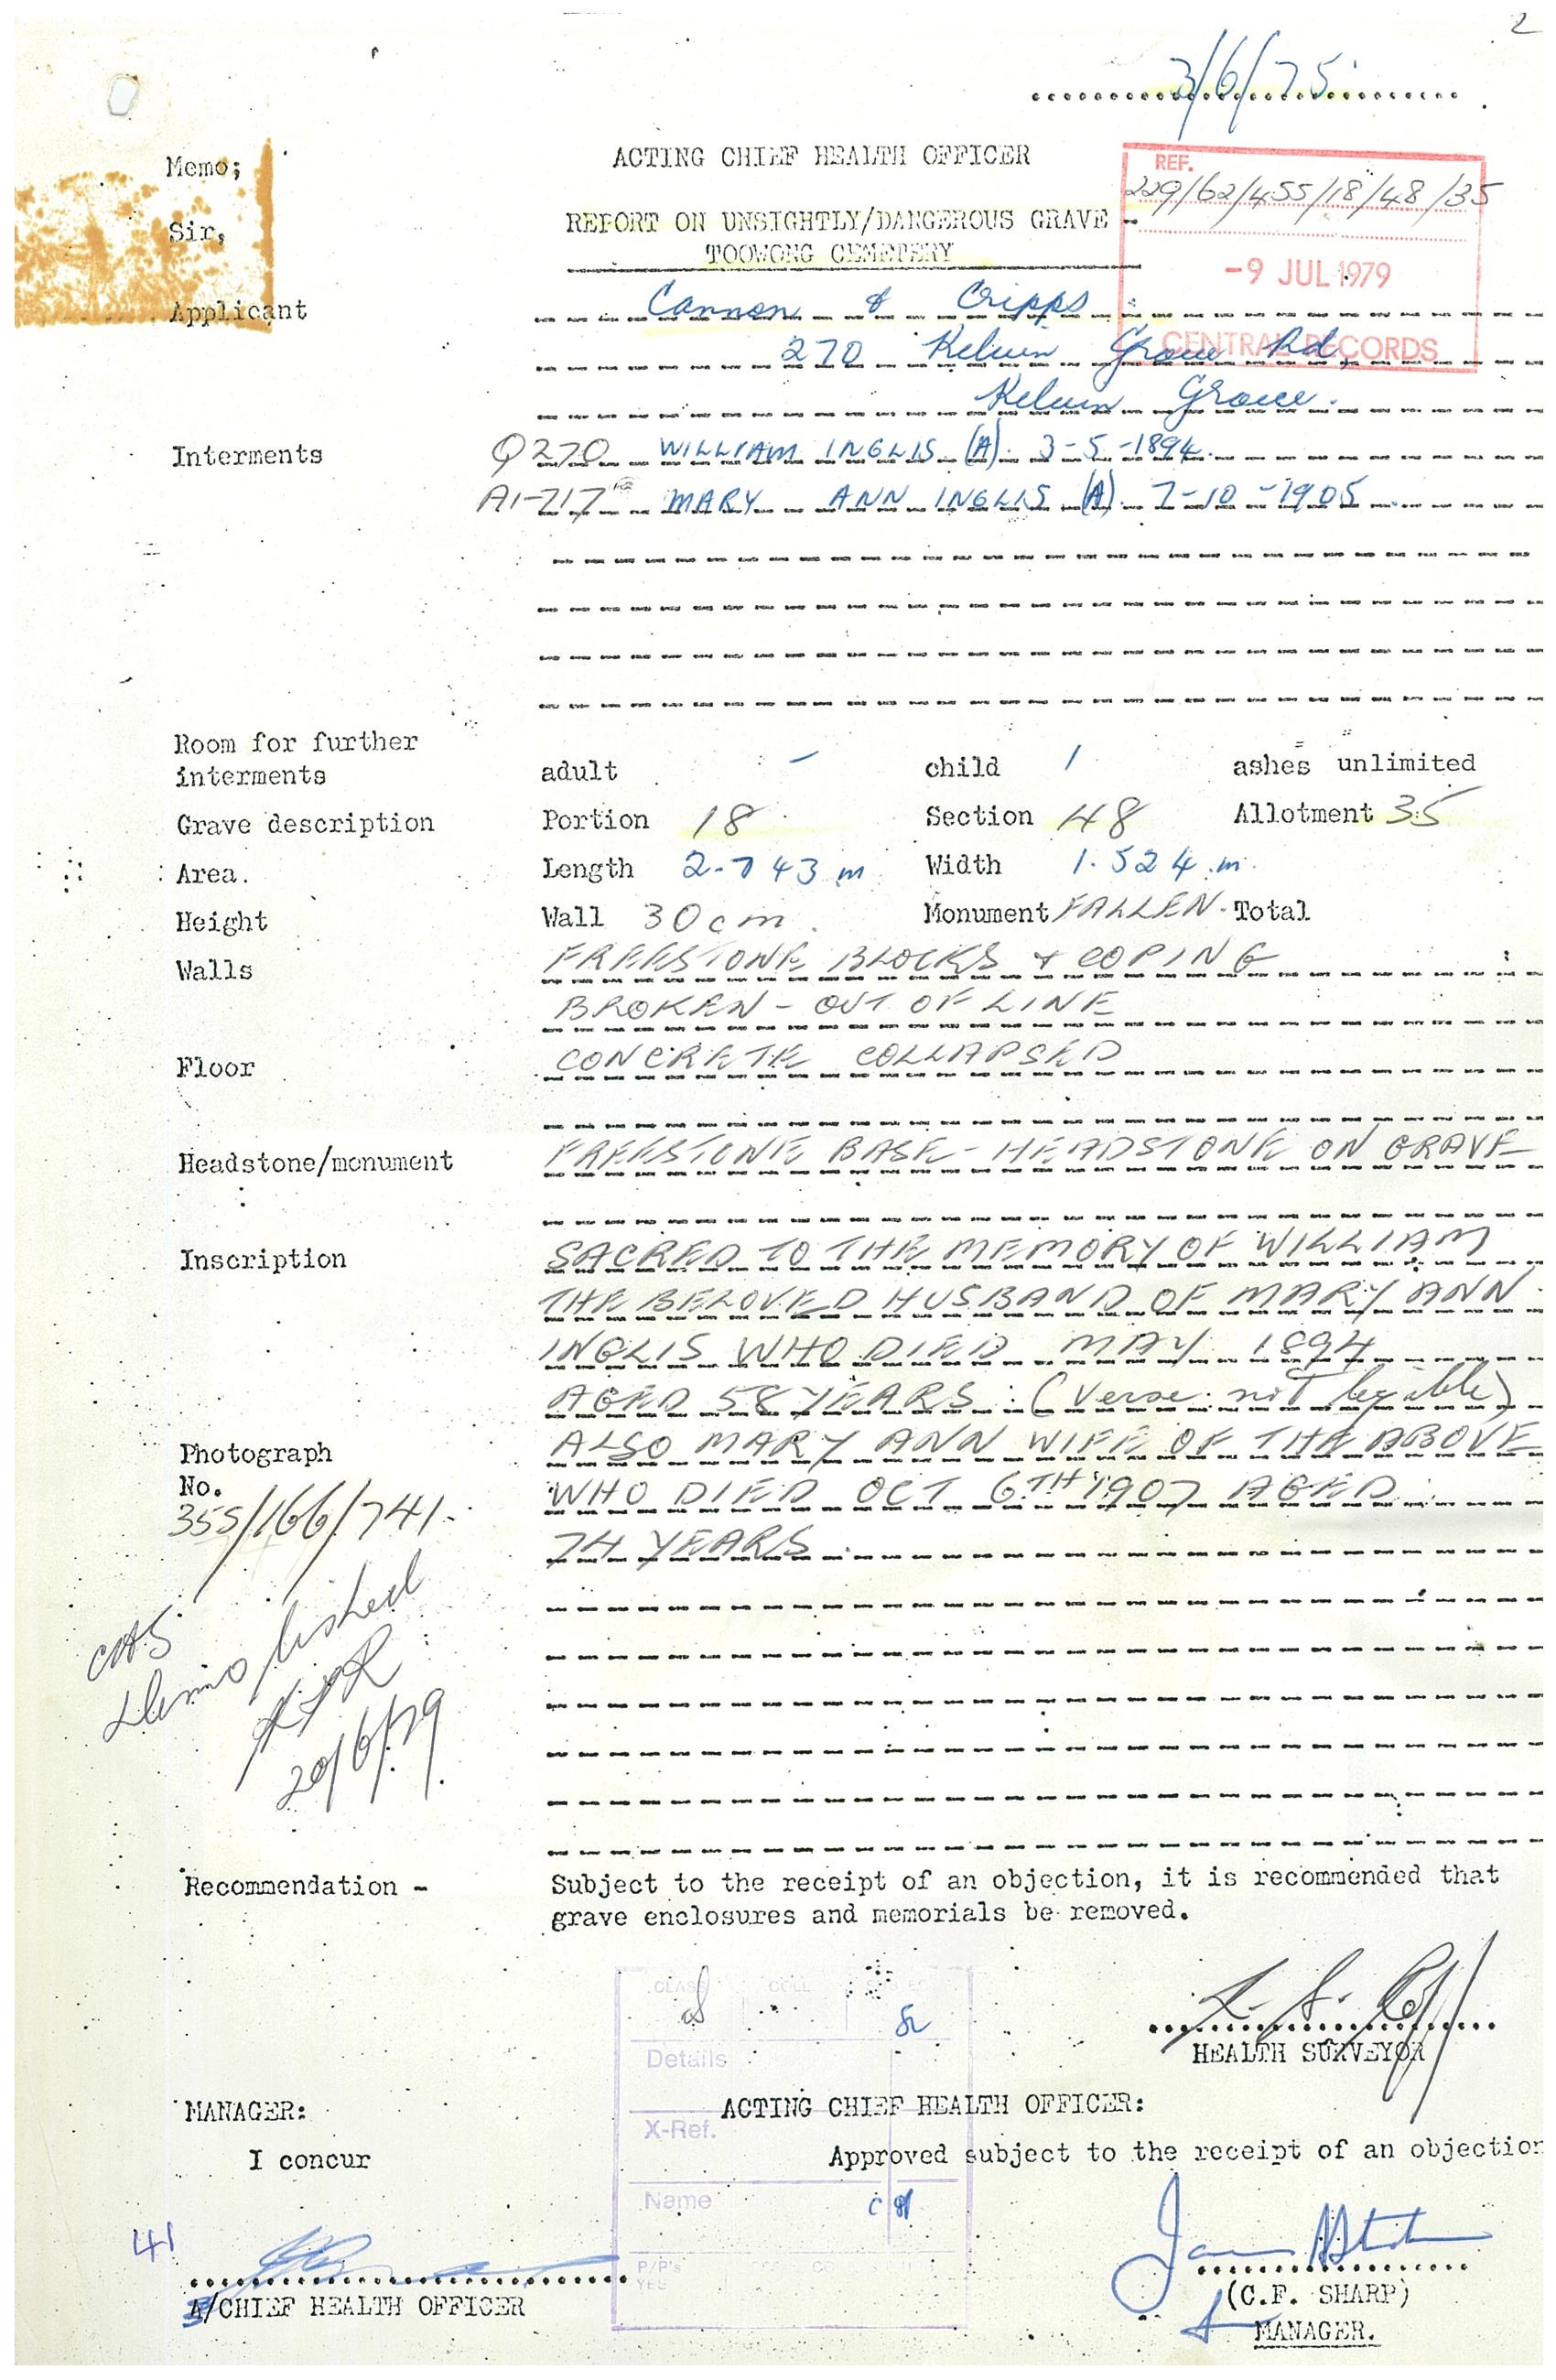 2
3/6/75
Memo;
ACTING CHIEF HEALTH OFFICER
REF.
229/62/455/18/48/35
Sir,
REPORT ON UNSIGHTLY/DANGEROUS GRAVE -
TOOWONG CEMETERY
-9 JUL 1979
CENTRAL RECORDS
Applicant Cannon & Cripps
270 Kelvin Grove Rd,
Kelvin Grove.
Interments Q270 WILLIAM INGLIS (A). 3-5-1894.
A1-717 MARY ANN INGLIS (A). 7-10-1905.
Room for further
interments adult - child 1 ashes unlimited
Grave description Portion 18 Section 48 Allotment 35
Area. Length 2.743 m Width 1.524 m.
Height Wall 30cm. Monument FALLEN. Total
Walls FREESTONE BLOCKS & COPING
BROKEN - OUT OF LINE
Floor CONCRETE COLLAPSED
Headstone/monument FREESTONE BASE - HEADSTONE ON GRAVE
Inscription SACRED TO THE MEMORY OF WILLIAM
THE BELOVED HUSBAND OF MARY ANN
INGLIS WHO DIED MAY 1894
AGED 58 YEARS. (Verse not legible)
Photograph ALSO MARY ANN WIFE OF THE ABOVE
No. WHO DIED OCT 6TH 1907 AGED
355/166/741. 74 YEARS.
CHS
Demolished
20/6/79
Recommendation - Subject to the receipt of an objection, it is recommended that
grave enclosures and memorials be removed.
CLASS COLL SUBJECT
HEALTH SURVEYOR
Details
MANAGER: ACTING CHIEF HEALTH OFFICER:
X-Ref.
I concur Approved subject to the receipt of an objection
Name
41
P/P's
YES
A/CHIEF HEALTH OFFICER
(C.F. SHARP)
MANAGER.